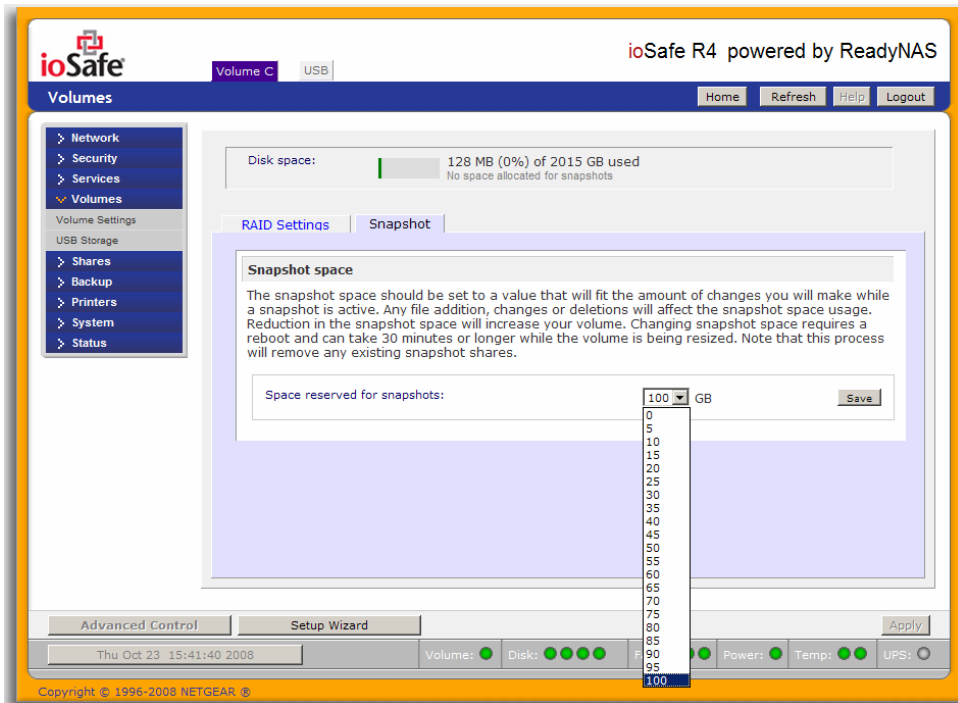 ioSafe
ioSafe R4 powered by ReadyNAS
Volume C
USB
Volumes
Home
Refresh
Help
Logout
Network
Security
Services
Volumes
Volume Settings
USB Storage
Shares
Backup
Printers
System
Status
Disk space:
128 MB (0%) of 2015 GB used
No space allocated for snapshots
RAID Settings
Snapshot
Snapshot space
The snapshot space should be set to a value that will fit the amount of changes you will make while
a snapshot is active. Any file addition, changes or deletions will affect the snapshot space usage.
Reduction in the snapshot space will increase your volume. Changing snapshot space requires a
reboot and can take 30 minutes or longer while the volume is being resized. Note that this process
will remove any existing snapshot shares.
Space reserved for snapshots:
100
GB
Save
0
5
10
15
20
25
30
35
40
45
50
55
60
65
70
75
80
85
90
95
100
Advanced Control
Setup Wizard
Apply
Thu Oct 23 15:41:40 2008
Volume:
Disk:
Power:
Temp:
UPS:
Copyright © 1996-2008 NETGEAR ®